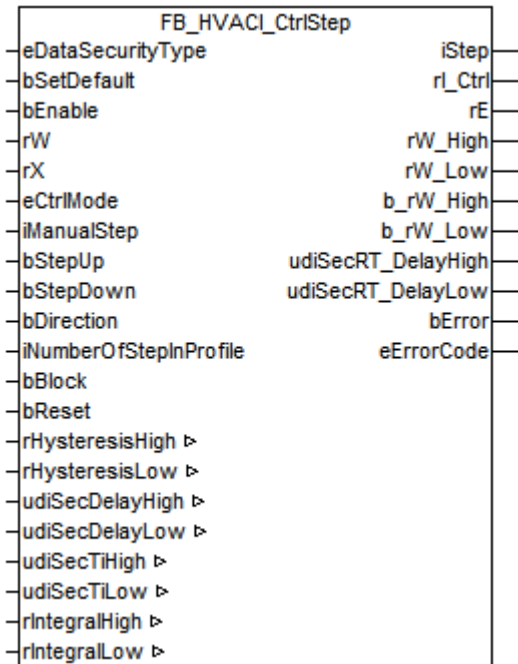 FB_HVACI_CtrlStep
eDataSecurityType iStep
bSetDefault rI_Ctrl
bEnable rE
rW rW_High
rX rW_Low
eCtrlMode b_rW_High
iManualStep b_rW_Low
bStepUp udiSecRT_DelayHigh
bStepDown udiSecRT_DelayLow
bDirection bError
iNumberOfStepInProfile eErrorCode
bBlock
bReset
rHysteresisHigh ▷
rHysteresisLow ▷
udiSecDelayHigh ▷
udiSecDelayLow ▷
udiSecTiHigh ▷
udiSecTiLow ▷
rIntegralHigh ▷
rIntegralLow ▷